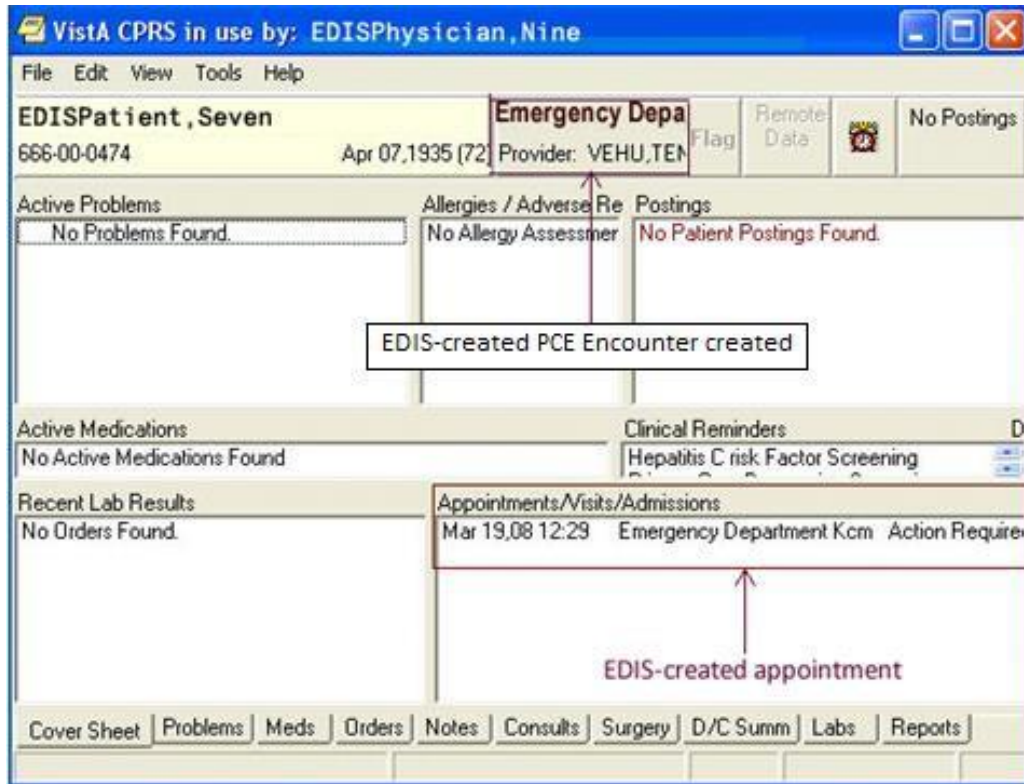 VistA CPRS in use by: EDISPhysician,Nine
File Edit View Tools Help
EDISPatient,Seven
666-00-0474 Apr 07,1935 (72)
Emergency Depa
Provider: VEHU,TEN
Flag
Remote
Data
No Postings
Active Problems
No Problems Found.
Allergies / Adverse Re
No Allergy Assessmer
Postings
No Patient Postings Found.
EDIS-created PCE Encounter created
Active Medications
No Active Medications Found
Clinical Reminders D
Hepatitis C risk Factor Screening
Recent Lab Results
No Orders Found.
Appointments/Visits/Admissions
Mar 19,08 12:29 Emergency Department Kcm Action Required
EDIS-created appointment
Cover Sheet Problems Meds Orders Notes Consults Surgery D/C Summ Labs Reports